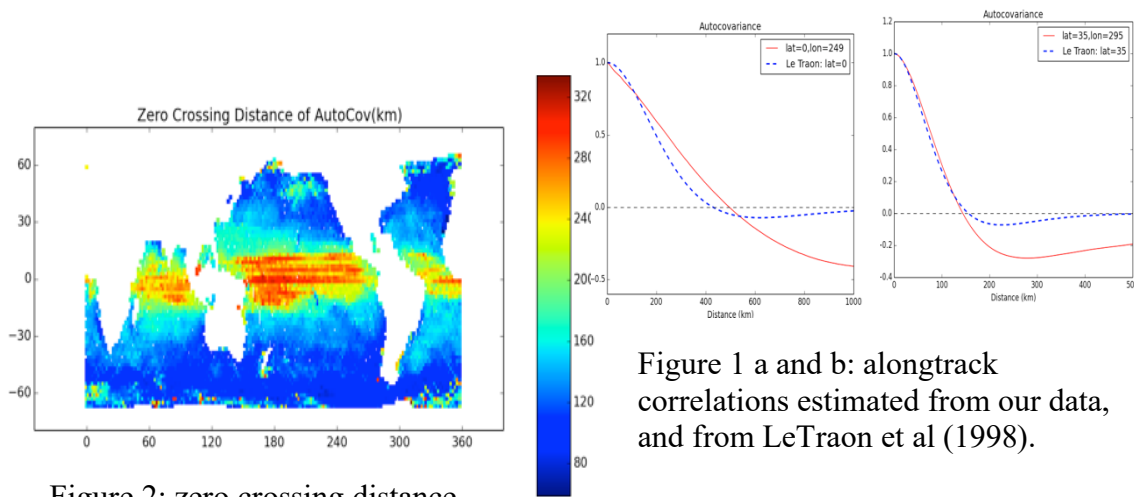 Zero Crossing Distance of AutoCov(km)
60
30
0
−30
−60
0 60 120 180 240 300 360
320
280
240
200
160
120
80
Autocovariance
lat=0,lon=249
Le Traon: lat=0
1.0
0.5
0.0
−0.5
0 200 400 600 800 1000
Distance (km)
Autocovariance
lat=35,lon=295
Le Traon: lat=35
1.2
1.0
0.8
0.6
0.4
0.2
0.0
−0.2
−0.4
0 100 200 300 400 500
Distance (km)
Figure 1 a and b: alongtrack
correlations estimated from our data,
and from LeTraon et al (1998).
Figure 2: zero crossing distance